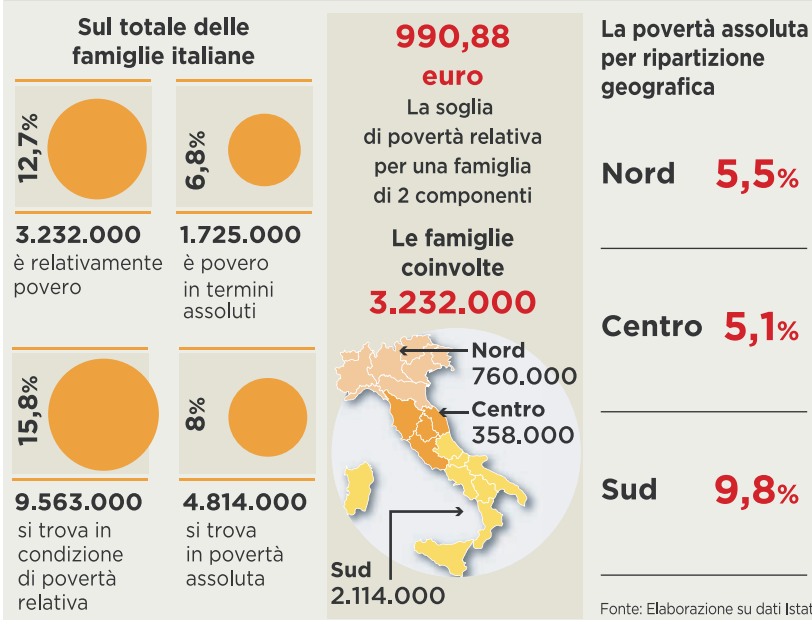 Sul totale delle
famiglie italiane
12,7%
3.232.000
è relativamente
povero
6,8%
1.725.000
è povero
in termini
assoluti
15,8%
9.563.000
si trova in
condizione
di povertà
relativa
8%
4.814.000
si trova
in povertà
assoluta
990,88
euro
La soglia
di povertà relativa
per una famiglia
di 2 componenti
Le famiglie
coinvolte
3.232.000
Nord
760.000
Centro
358.000
Sud
2.114.000
La povertà assoluta
per ripartizione
geografica
Nord 5,5%
Centro 5,1%
Sud 9,8%
Fonte: Elaborazione su dati Istat